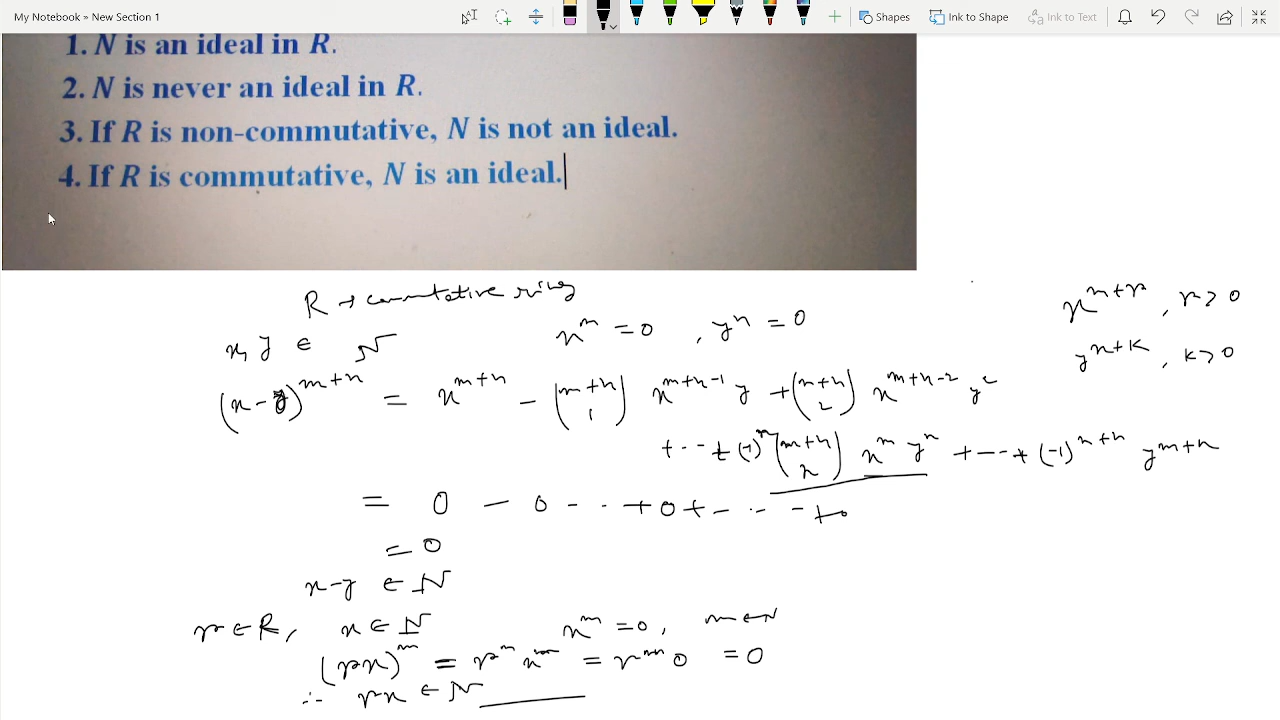 My Notebook » New Section 1
Shapes
Ink to Shape
Ink to Text
1. N is an ideal in R.
2. N is never an ideal in R.
3. If R is non-commutative, N is not an ideal.
4. If R is commutative, N is an ideal.
R → commutative ring
x, y ∈ N   x^m = 0 , y^n = 0
x^{m+r} , r > 0
y^{n+k} , k > 0
(x-y)^{m+n} = x^{m+n} - (m+n 1) x^{m+n-1} y + (m+n 2) x^{m+n-2} y^2
+ -- + (-1)^n (m+n n) x^m y^n + --- + (-1)^{m+n} y^{m+n}
= 0 - 0 - - - + 0 + - - - - + 0
= 0
x-y ∈ N
r ∈ R, x ∈ N   x^m = 0, m ∈ N
(rx)^m = r^m x^m = r^m 0 = 0
∴ rx ∈ N